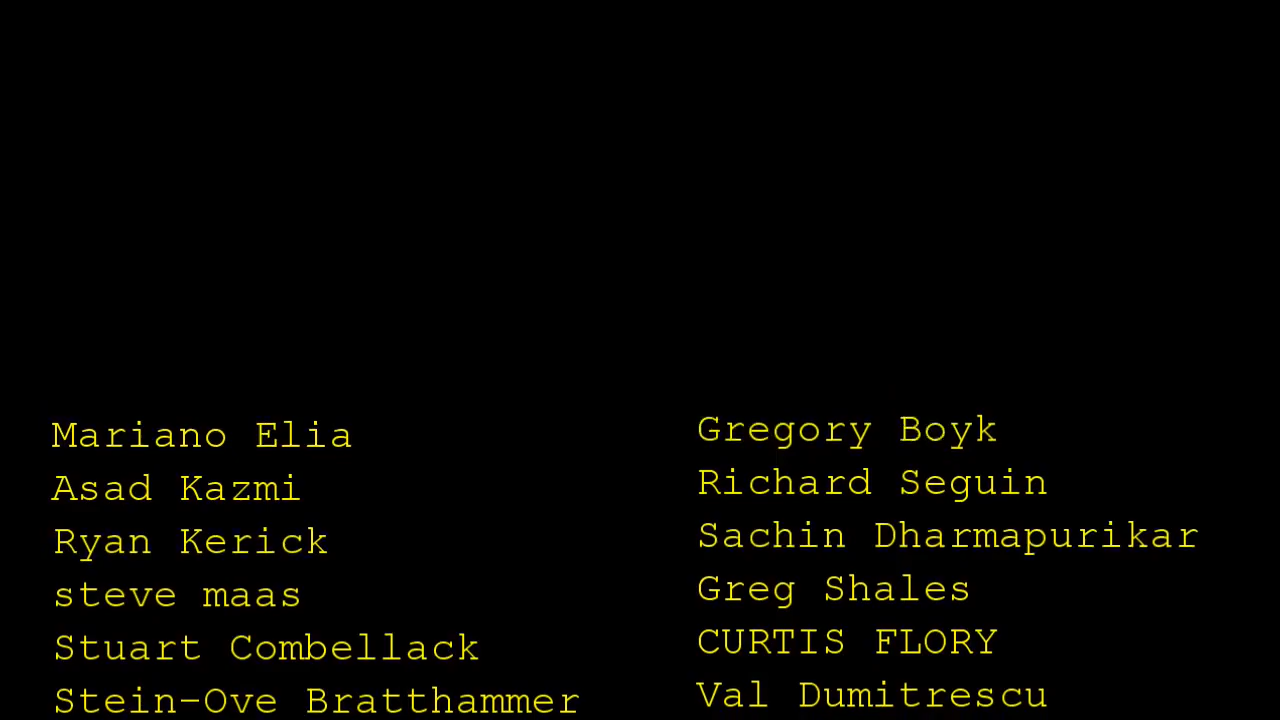 Mariano Elia
Asad Kazmi
Ryan Kerick
steve maas
Stuart Combellack
Stein-Ove Bratthammer
Gregory Boyk
Richard Seguin
Sachin Dharmapurikar
Greg Shales
CURTIS FLORY
Val Dumitrescu